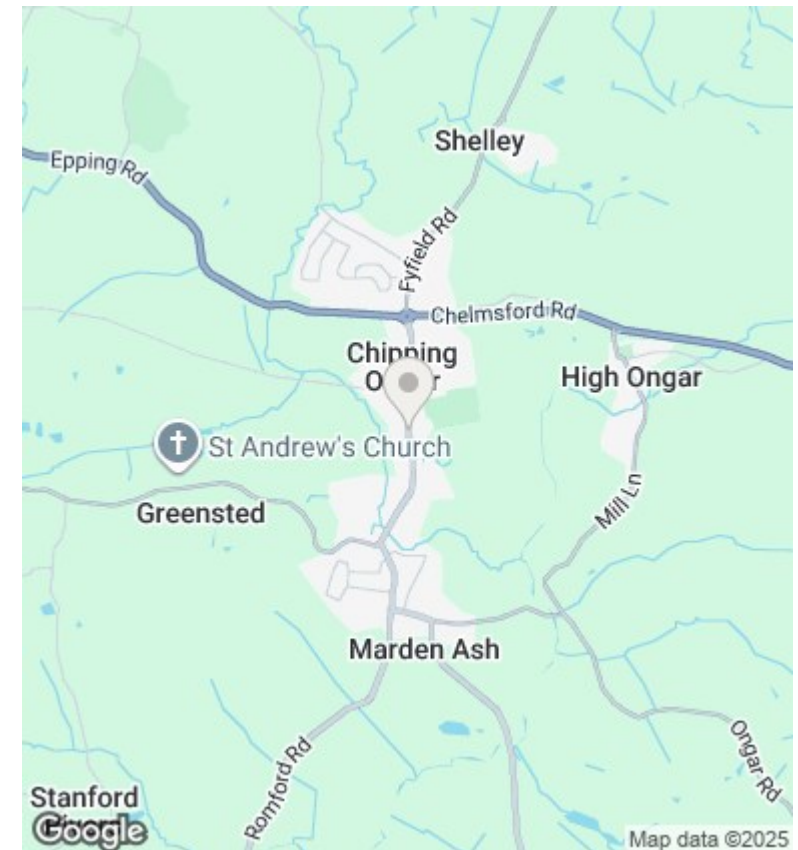 Shelley
Epping Rd
Fyfield Rd
Chelmsford Rd
Chipping
High Ongar
St Andrew's Church
Greensted
Mill Ln
Marden Ash
Ongar Rd
Romford Rd
Stanford
Google
Map data ©2025